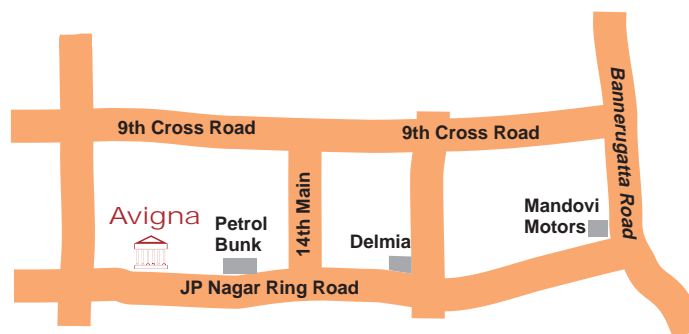 Bannerugatta Road
9th Cross Road
9th Cross Road
14th Main
Avigna
Petrol
Bunk
Delmia
Mandovi
Motors
JP Nagar Ring Road